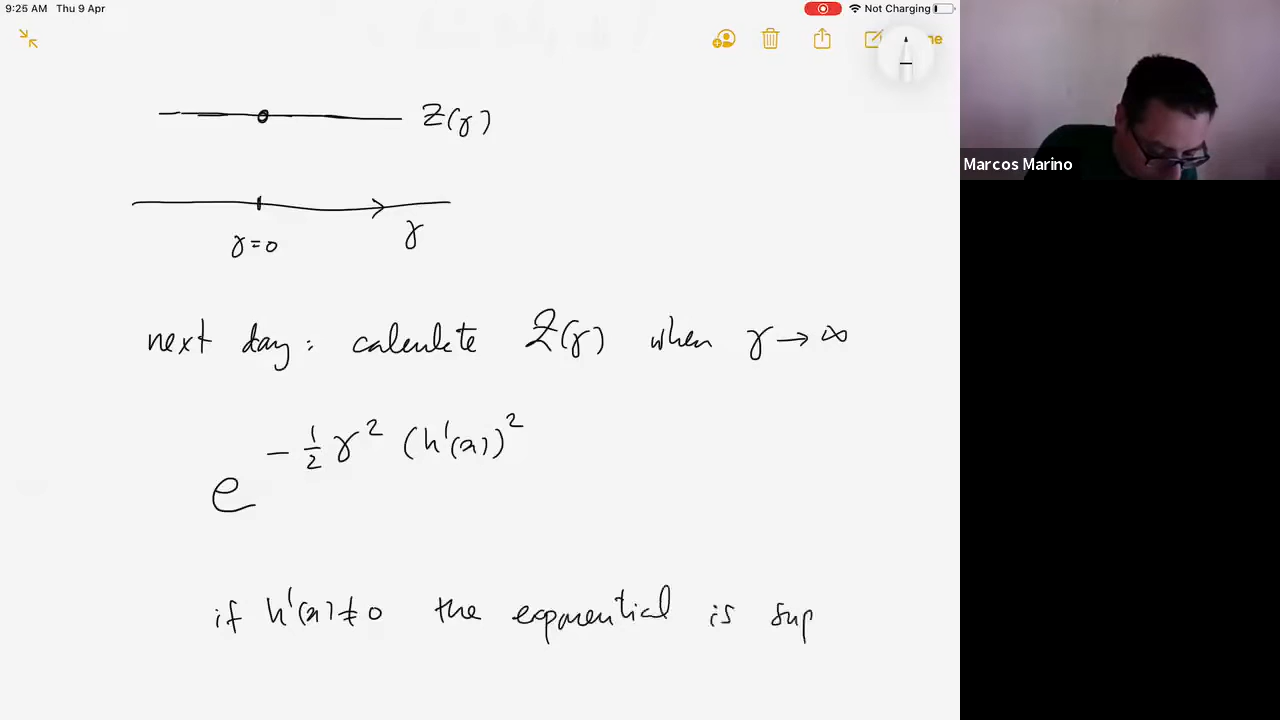 9:25 AM Thu 9 Apr
Not Charging
Z(γ)
γ=0
γ
next day: calculate Z(γ) when γ → ∞
e^{-\frac{1}{2} γ^2 (h'(x))^2}
if h'(x)≠0 the exponential is sup
Marcos Marino